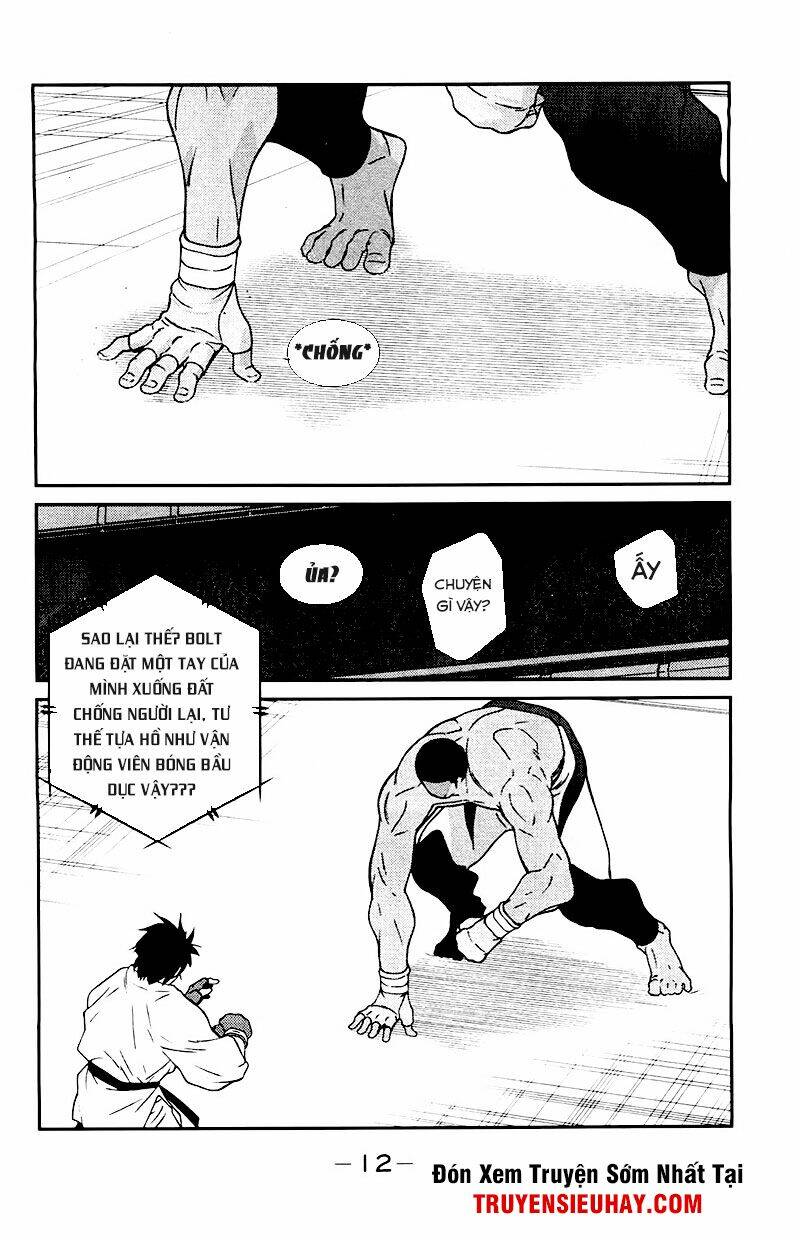 *CHỐNG*
ẤY
CHUYỆN
GÌ VẬY?
ỦA?
SAO LẠI THẾ? BOLT
ĐANG ĐẶT MỘT TAY CỦA
MÌNH XUỐNG ĐẤT
CHỐNG NGƯỜI LẠI, TƯ
THẾ TỰA HỒ NHƯ VẬN
ĐỘNG VIÊN BÓNG BẦU
DỤC VẬY???
-12-
Đón Xem Truyện Sớm Nhất Tại
TRUYENSIEUHAY.COM